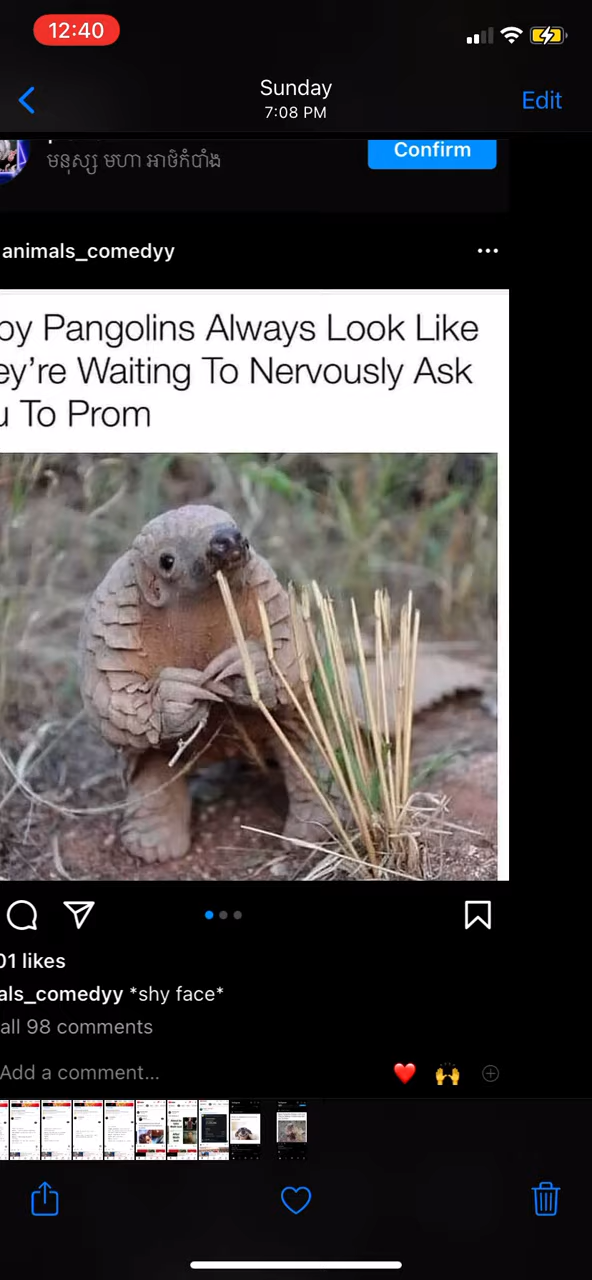 12:40
Sunday
7:08 PM
Edit
មនុស្ស មហា អាថ៌កំបាំង
Confirm
animals_comedyy
by Pangolins Always Look Like
ey're Waiting To Nervously Ask
u To Prom
01 likes
als_comedyy *shy face*
all 98 comments
Add a comment...